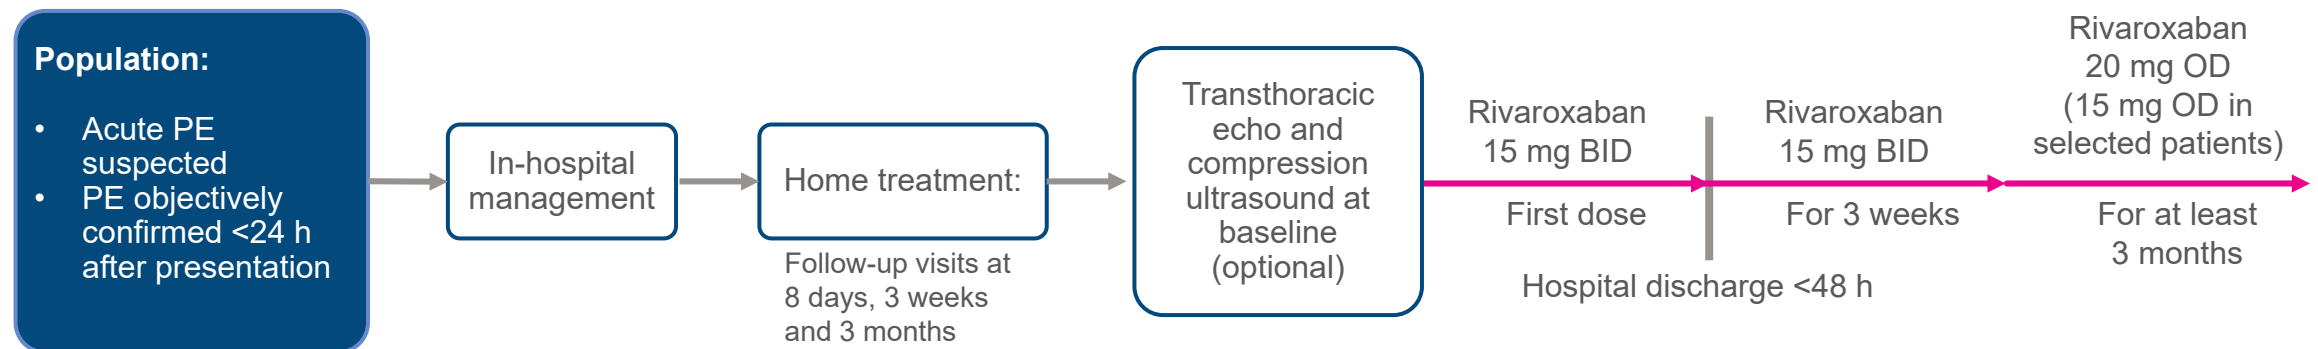 Population:
• Acute PE
suspected
• PE objectively
confirmed <24 h
after presentation
In-hospital
management
Home treatment:
Follow-up visits at
8 days, 3 weeks
and 3 months
Transthoracic
echo and
compression
ultrasound at
baseline
(optional)
Rivaroxaban
15 mg BID
First dose
Hospital discharge <48 h
Rivaroxaban
15 mg BID
For 3 weeks
Rivaroxaban
20 mg OD
(15 mg OD in
selected patients)
For at least
3 months